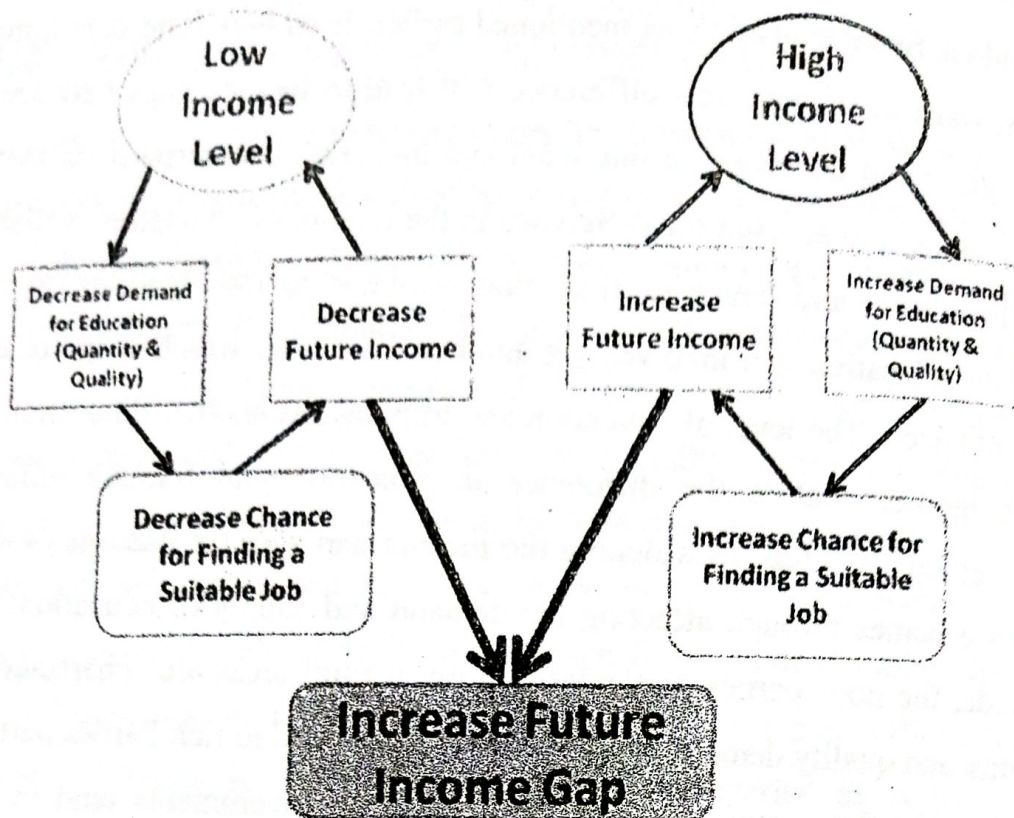 Low
Income
Level
High
Income
Level
Decrease Demand
for Education
(Quantity &
Quality)
Decrease
Future Income
Increase
Future Income
Increase Demand
for Education
(Quantity &
Quality)
Decrease Chance
for Finding a
Suitable Job
Increase Chance for
Finding a Suitable
Job
Increase Future
Income Gap